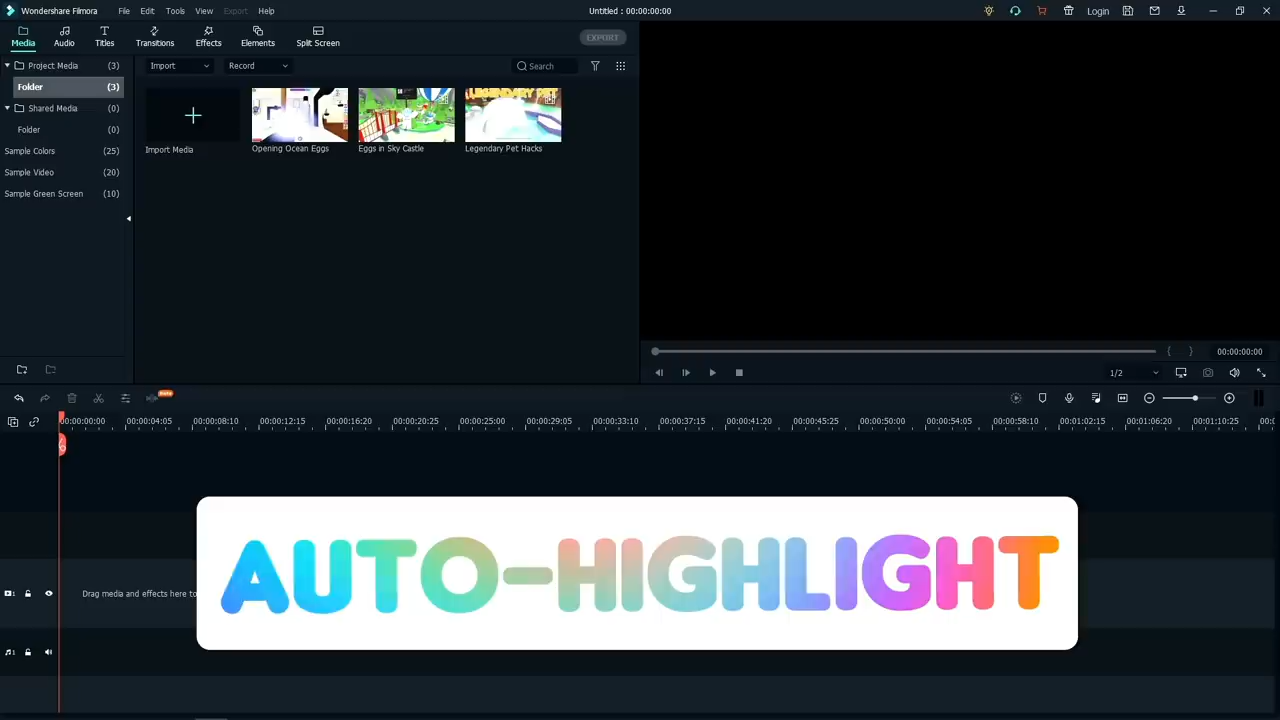 Wondershare Filmora File Edit Tools View Export Help Untitled : 00:00:00:00 Login
Media Audio Titles Transitions Effects Elements Split Screen EXPORT
Project Media (3)
Folder (3)
Shared Media (0)
Folder (0)
Sample Colors (25)
Sample Video (20)
Sample Green Screen (10)
Import Record Search
Import Media
Opening Ocean Eggs
Eggs in Sky Castle
LEGENDARY PET
Legendary Pet Hacks
00:00:00:00
1/2
Beta
00:00:00:00 00:00:04:05 00:00:08:10 00:00:12:15 00:00:16:20 00:00:20:25 00:00:25:00 00:00:29:05 00:00:33:10 00:00:37:15 00:00:41:20 00:00:45:25 00:00:50:00 00:00:54:05 00:00:58:10 00:01:02:15 00:01:06:20 00:01:10:25
1
Drag media and effects here to
AUTO-HIGHLIGHT
1